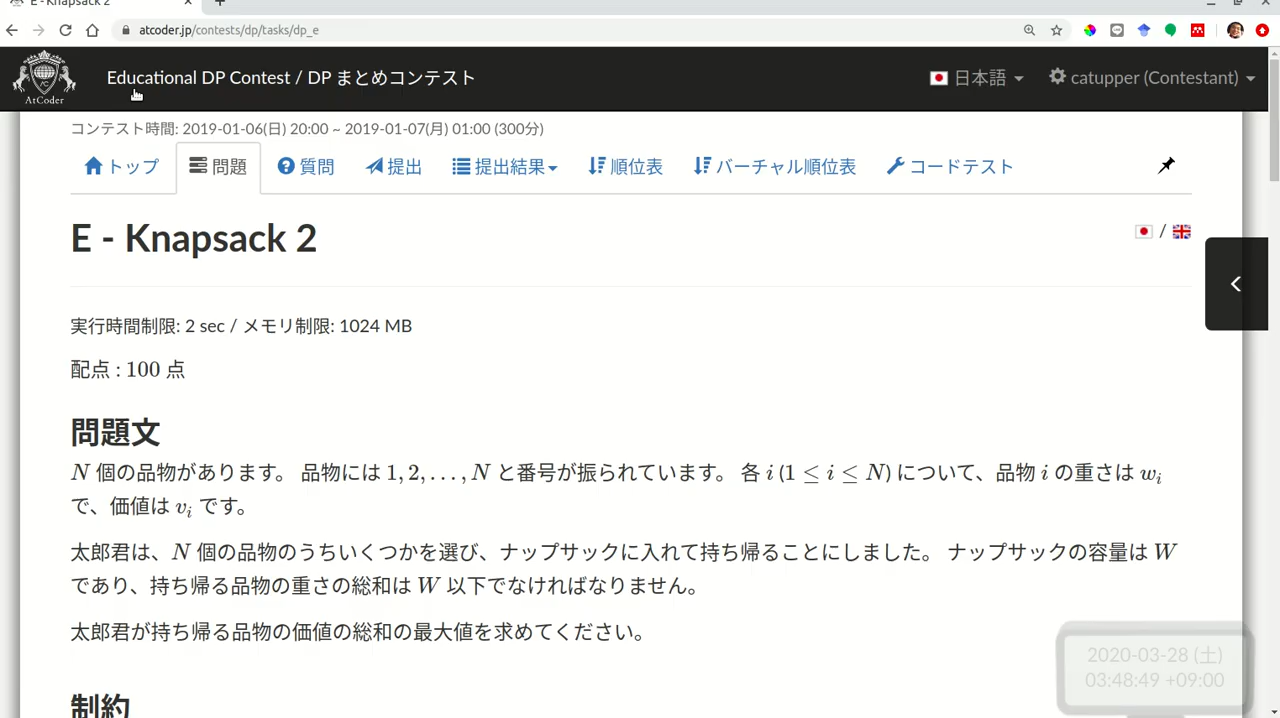 E - Knapsack 2
atcoder.jp/contests/dp/tasks/dp_e
AtCoder
Educational DP Contest / DP まとめコンテスト
日本語
catupper (Contestant)
コンテスト時間: 2019-01-06(日) 20:00 ~ 2019-01-07(月) 01:00 (300分)
トップ 問題 質問 提出 提出結果 順位表 バーチャル順位表 コードテスト
E - Knapsack 2
/
実行時間制限: 2 sec / メモリ制限: 1024 MB
配点 : 100 点
問題文
N 個の品物があります。 品物には 1, 2, ..., N と番号が振られています。 各 i (1 ≤ i ≤ N) について、品物 i の重さは w_i
で、価値は v_i です。
太郎君は、N 個の品物のうちいくつかを選び、ナップサックに入れて持ち帰ることにしました。 ナップサックの容量は W
であり、持ち帰る品物の重さの総和は W 以下でなければなりません。
太郎君が持ち帰る品物の価値の総和の最大値を求めてください。
制約
2020-03-28 (土)
03:48:49 +09:00